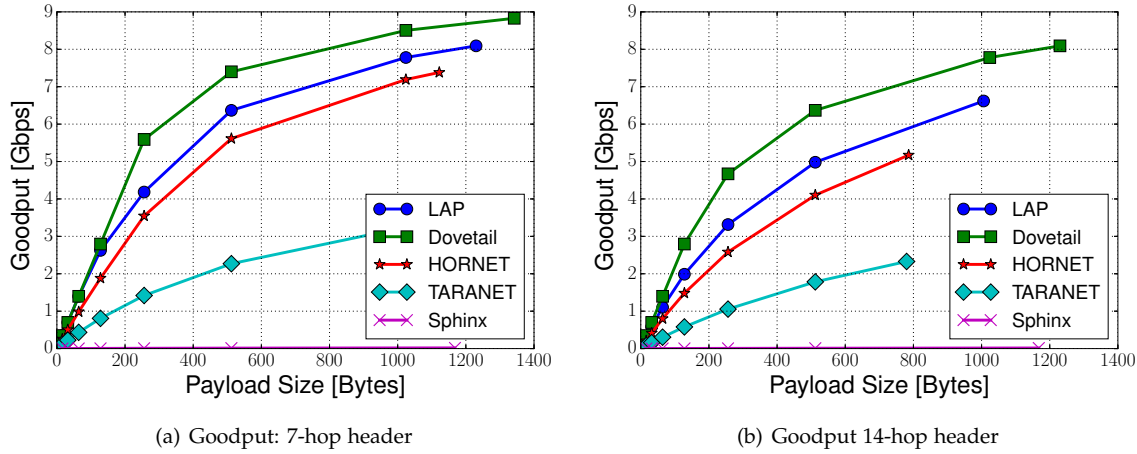 9
8
7
6
5
4
3
2
1
0
Goodput [Gbps]
0 200 400 600 800 1000 1200 1400
Payload Size [Bytes]
LAP
Dovetail
HORNET
TARANET
Sphinx
(a) Goodput: 7-hop header
9
8
7
6
5
4
3
2
1
0
Goodput [Gbps]
0 200 400 600 800 1000 1200 1400
Payload Size [Bytes]
LAP
Dovetail
HORNET
TARANET
Sphinx
(b) Goodput 14-hop header